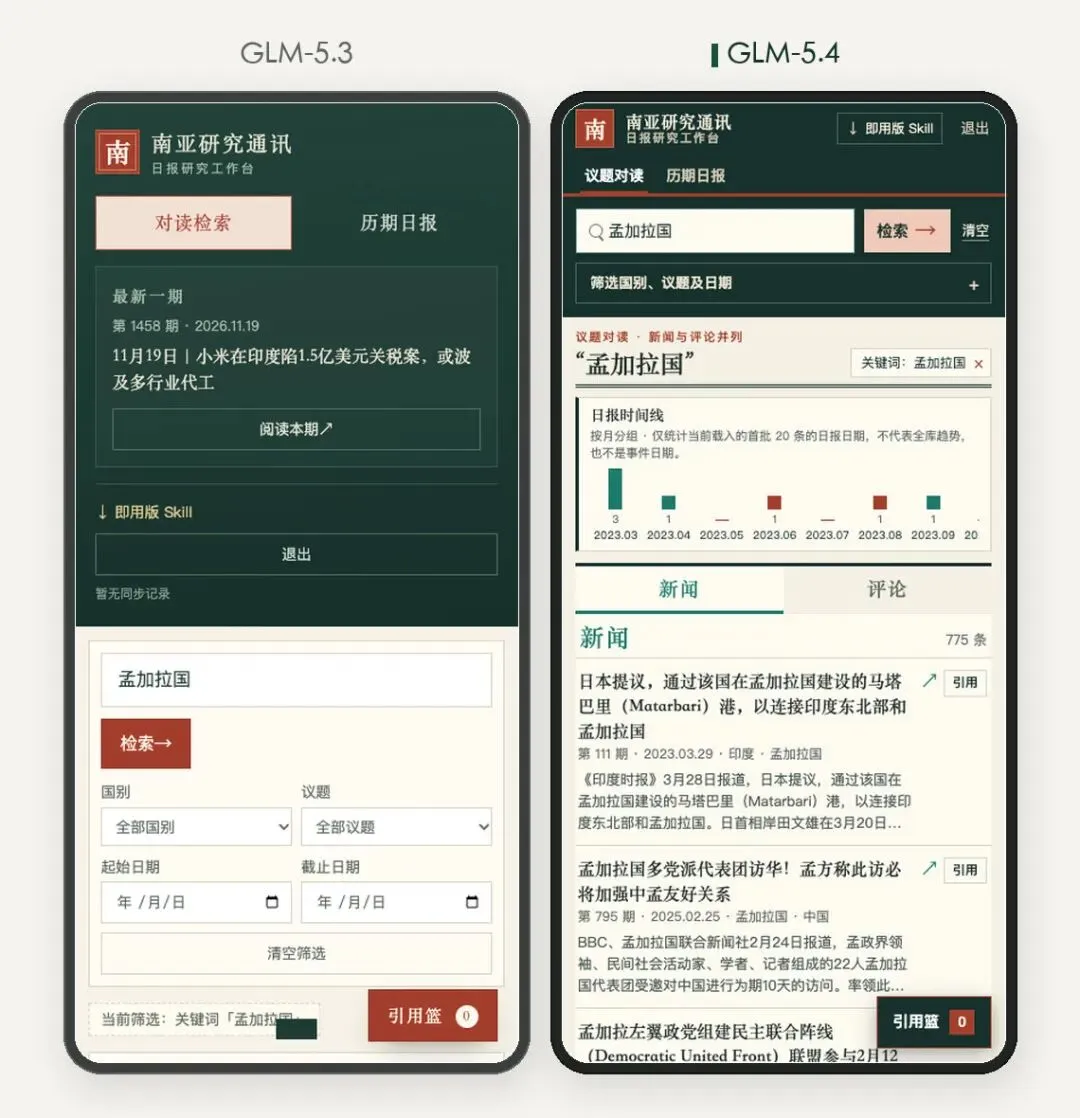 GLM-5.3
南
南亚研究通讯
日报研究工作台
对读检索
历期日报
最新一期
第 1458 期 · 2026.11.19
11月19日 | 小米在印度陷1.5亿美元关税案，或波
及多行业代工
阅读本期↗
↓ 即用版 Skill
退出
暂无同步记录
孟加拉国
检索→
国别
议题
全部国别
全部议题
起始日期
截止日期
年 /月/日
年 /月/日
清空筛选
当前筛选：关键词「孟加拉国
引用篮 0
GLM-5.4
南
南亚研究通讯
日报研究工作台
↓ 即用版 Skill
退出
议题对读
历期日报
孟加拉国
检索 →
清空
筛选国别、议题及日期
+
议题对读 · 新闻与评论并列
“孟加拉国”
关键词：孟加拉国 ×
日报时间线
按月分组 · 仅统计当前载入的首批 20 条的日报日期，不代表全库趋势，
也不是事件日期。
3 1 — 1 — 1 1
2023.03 2023.04 2023.05 2023.06 2023.07 2023.08 2023.09 20
新闻
评论
新闻
775 条
日本提议，通过该国在孟加拉国建设的马塔
巴里（Matarbari）港，以连接印度东北部和
孟加拉国
↗ 引用
第 111 期 · 2023.03.29 · 印度 · 孟加拉国
《印度时报》3月28日报道，日本提议，通过该国在
孟加拉国建设的马塔巴里（Matarbari）港，以连接印
度东北部和孟加拉国。日首相岸田文雄在3月20日…
孟加拉国多党派代表团访华！孟方称此访必
将加强中孟友好关系
↗ 引用
第 795 期 · 2025.02.25 · 孟加拉国 · 中国
BBC、孟加拉国联合新闻社2月24日报道，孟政界领
袖、民间社会活动家、学者、记者组成的22人孟加拉
国代表团受邀对中国进行为期10天的访问。率领此…
孟加拉左翼政党组建民主联合阵线
（Democratic United Front）联盟参与2月12
引用篮 0